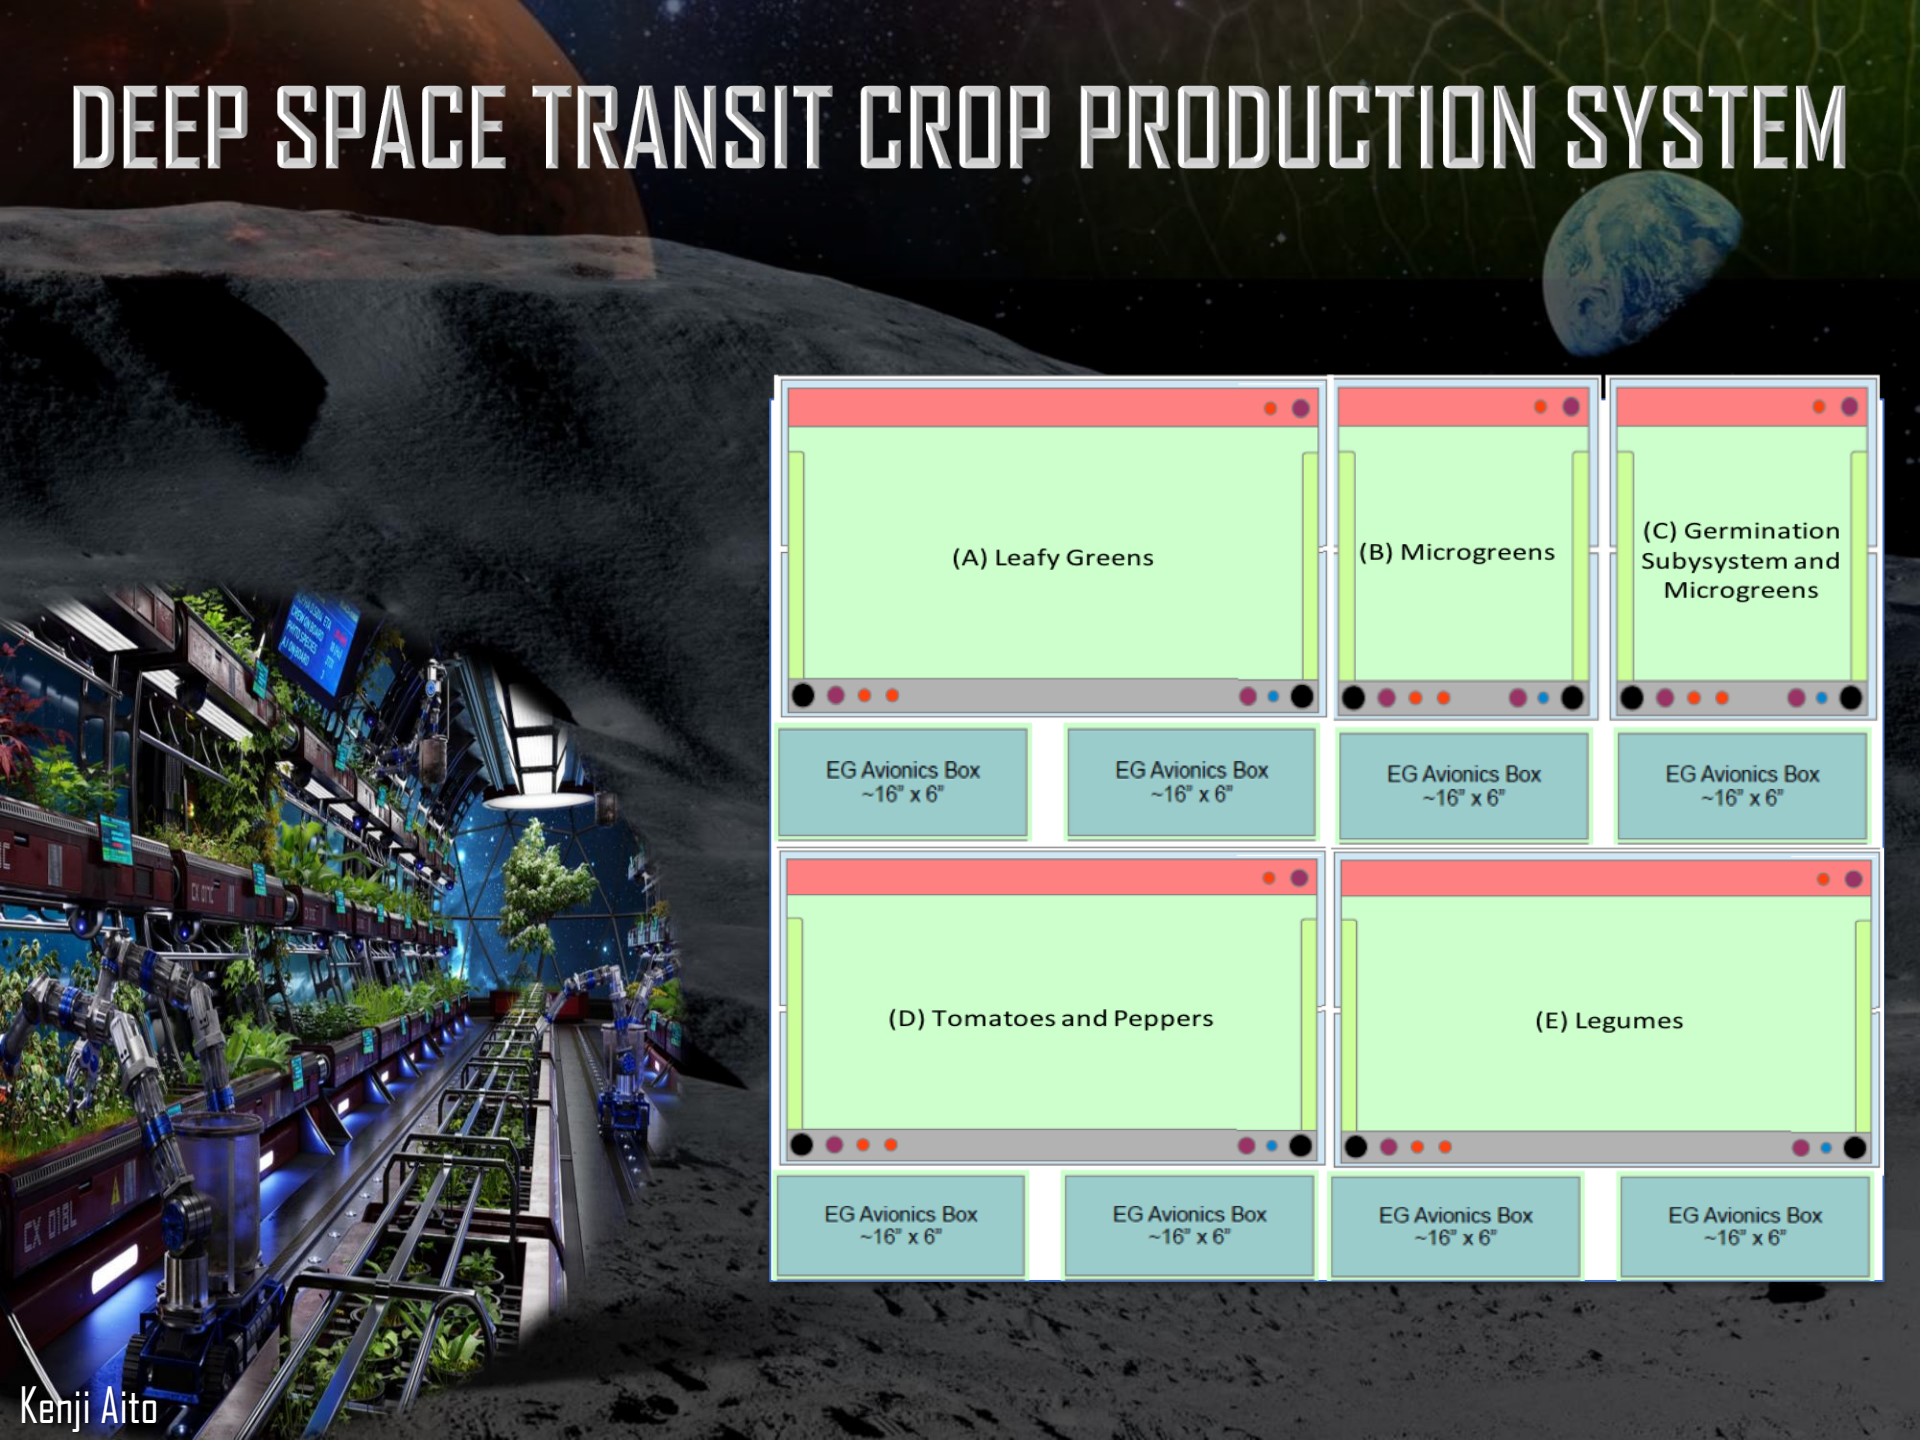 DEEP SPACE TRANSIT CROP PRODUCTION SYSTEM
(A) Leafy Greens
(B) Microgreens
(C) Germination
Subysystem and
Microgreens
EG Avionics Box
~16" x 6"
EG Avionics Box
~16" x 6"
EG Avionics Box
~16" x 6"
EG Avionics Box
~16" x 6"
(D) Tomatoes and Peppers
(E) Legumes
EG Avionics Box
~16" x 6"
EG Avionics Box
~16" x 6"
EG Avionics Box
~16" x 6"
EG Avionics Box
~16" x 6"
Kenji Aito